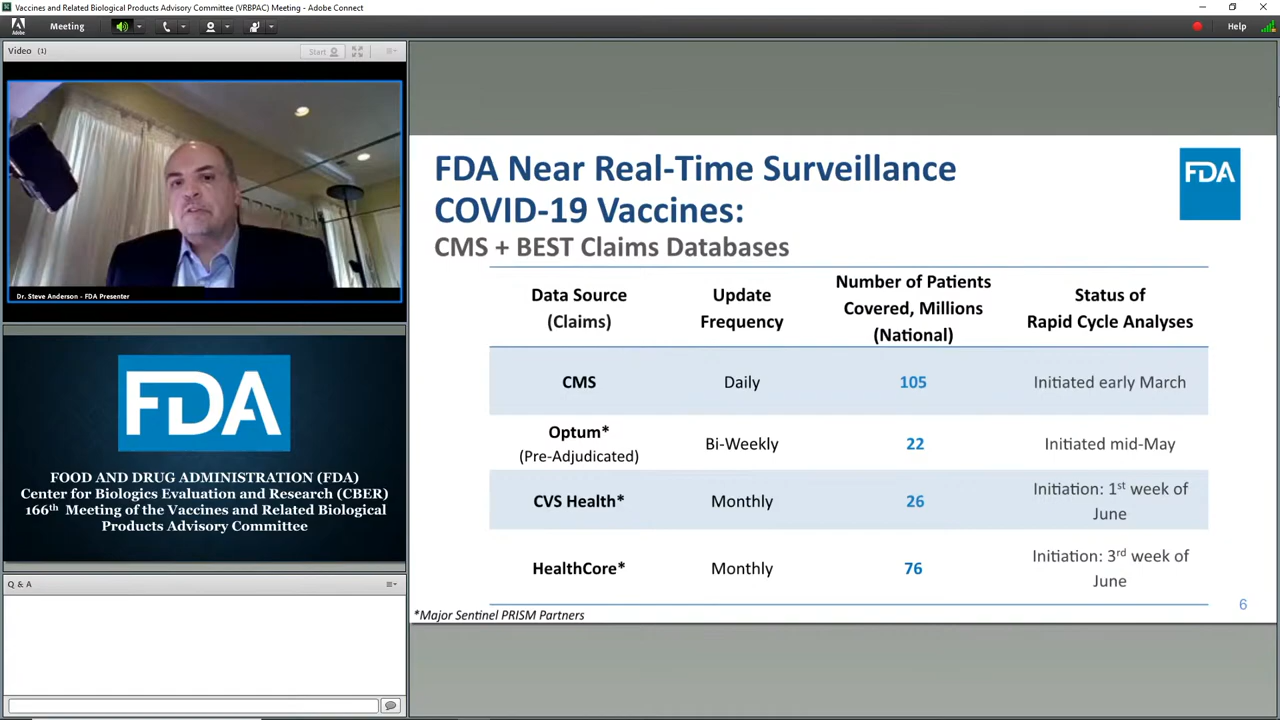 Vaccines and Related Biological Products Advisory Committee (VRBPAC) Meeting - Adobe Connect
Meeting
Help
Video (1)
Start
Dr. Steve Anderson - FDA Presenter
FDA
FOOD AND DRUG ADMINISTRATION (FDA)
Center for Biologics Evaluation and Research (CBER)
166th Meeting of the Vaccines and Related Biological
Products Advisory Committee
Q & A
FDA Near Real-Time Surveillance
COVID-19 Vaccines:
CMS + BEST Claims Databases
FDA
Data Source
(Claims)
Update
Frequency
Number of Patients
Covered, Millions
(National)
Status of
Rapid Cycle Analyses
CMS
Daily
105
Initiated early March
Optum*
(Pre-Adjudicated)
Bi-Weekly
22
Initiated mid-May
CVS Health*
Monthly
26
Initiation: 1st week of
June
HealthCore*
Monthly
76
Initiation: 3rd week of
June
*Major Sentinel PRISM Partners
6